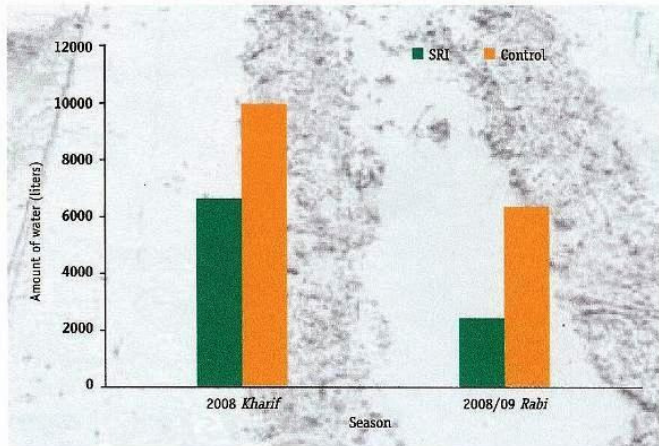 12000
SRI
Control
10000
8000
6000
4000
2000
0
Amount of water (liters)
2008 Kharif
2008/09 Rabi
Season